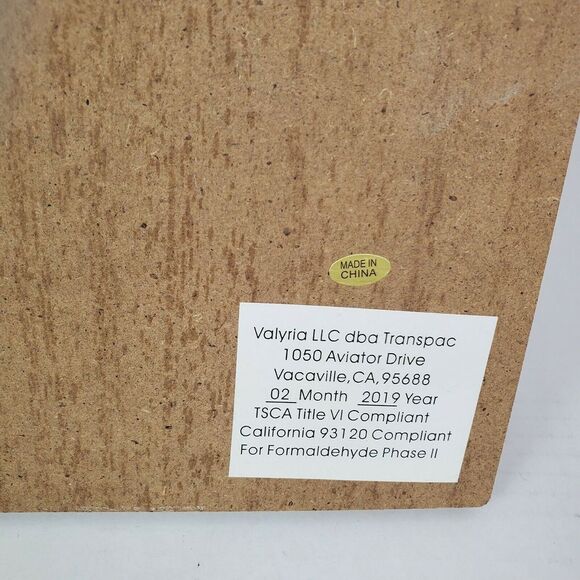 MADE IN
CHINA
Valyria LLC dba Transpac
1050 Aviator Drive
Vacaville,CA,95688
02 Month 2019 Year
TSCA Title VI Compliant
California 93120 Compliant
For Formaldehyde Phase II